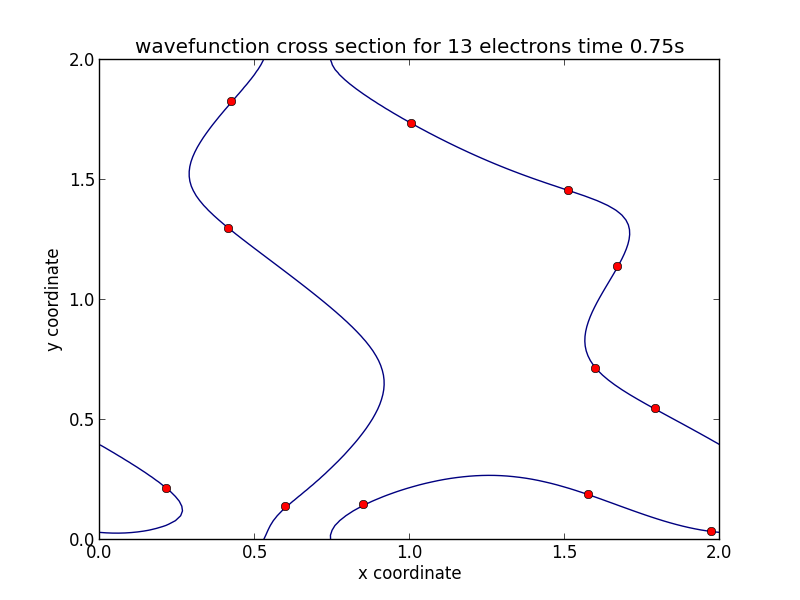 wavefunction cross section for 13 electrons time 0.75s
2.0
1.5
1.0
0.5
0.0
y coordinate
0.0 0.5 1.0 1.5 2.0
x coordinate